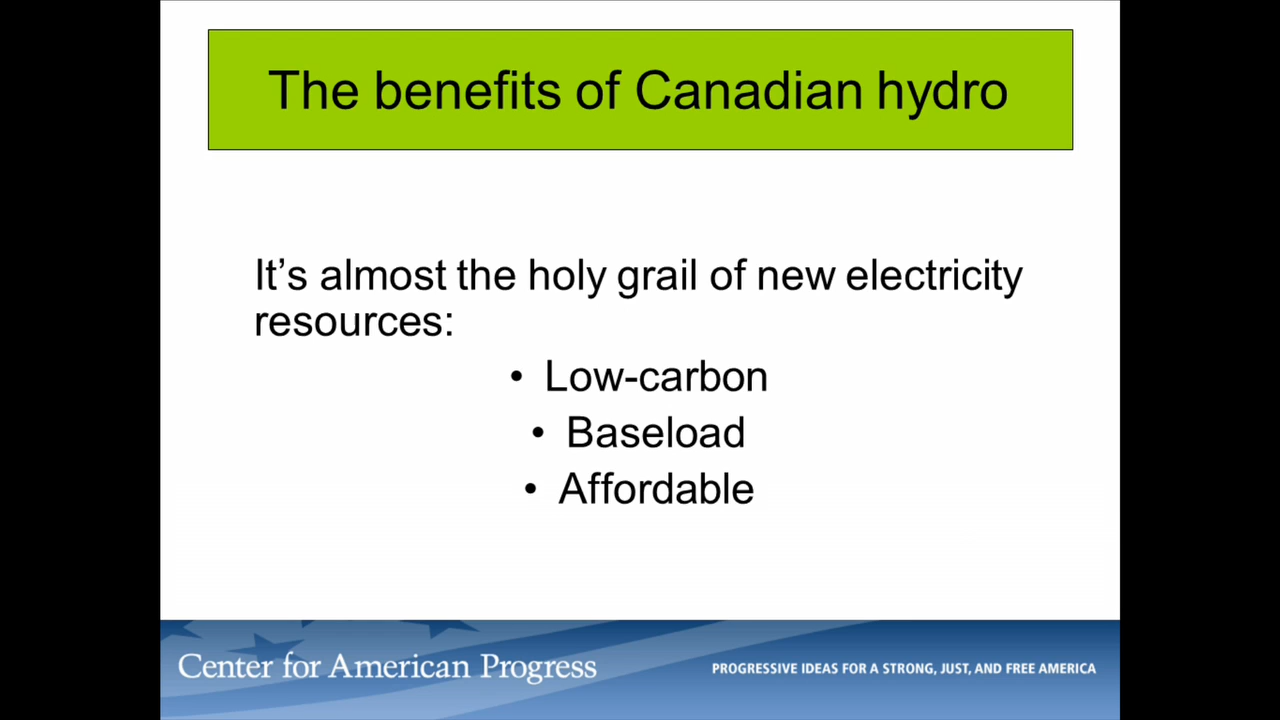 The benefits of Canadian hydro
It’s almost the holy grail of new electricity
resources:
• Low-carbon
• Baseload
• Affordable
Center for American Progress
PROGRESSIVE IDEAS FOR A STRONG, JUST, AND FREE AMERICA